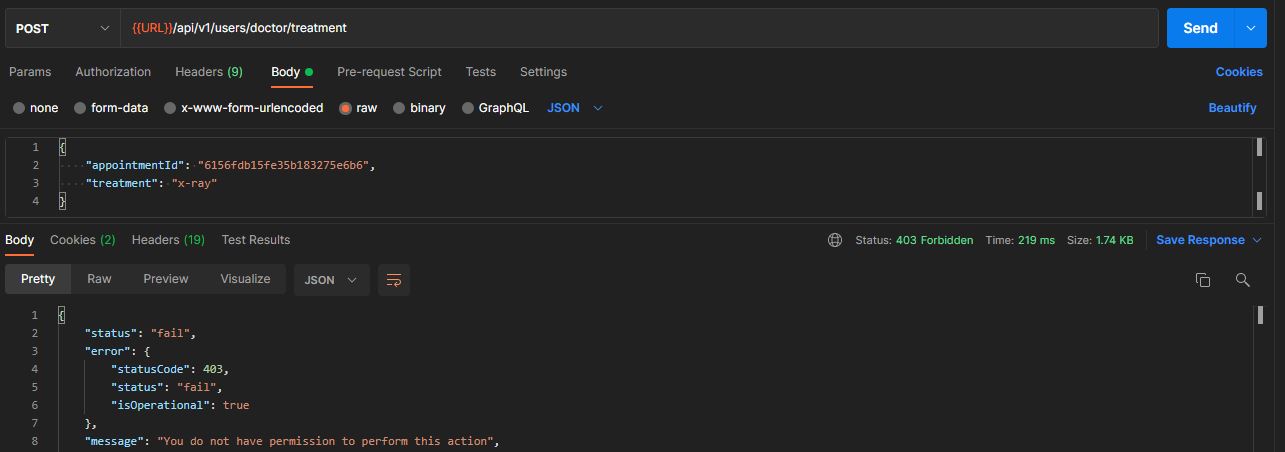 POST {{URL}}/api/v1/users/doctor/treatment Send
Params Authorization Headers (9) Body Pre-request Script Tests Settings Cookies
none form-data x-www-form-urlencoded raw binary GraphQL JSON Beautify
1 {
2 "appointmentId": "6156fdb15fe35b183275e6b6",
3 "treatment": "x-ray"
4 }
Body Cookies (2) Headers (19) Test Results Status: 403 Forbidden Time: 219 ms Size: 1.74 KB Save Response
Pretty Raw Preview Visualize JSON
1 {
2 "status": "fail",
3 "error": {
4 "statusCode": 403,
5 "status": "fail",
6 "isOperational": true
7 },
8 "message": "You do not have permission to perform this action",